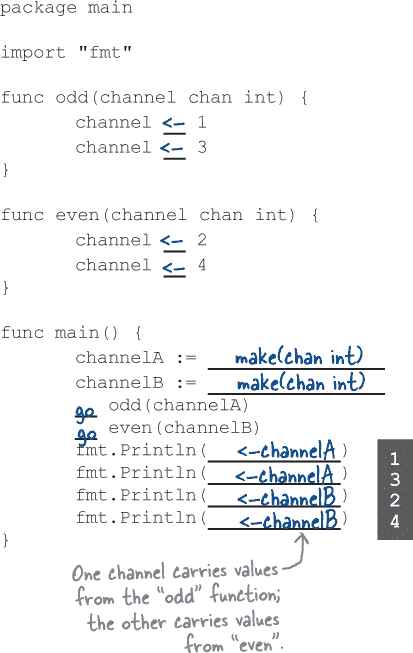 package main
import "fmt"
func odd(channel chan int) {
channel <- 1
channel <- 3
}
func even(channel chan int) {
channel <- 2
channel <- 4
}
func main() {
channelA := make(chan int)
channelB := make(chan int)
go odd(channelA)
go even(channelB)
fmt.Println( <-channelA )
fmt.Println( <-channelA )
fmt.Println( <-channelB )
fmt.Println( <-channelB )
}
1
3
2
4
One channel carries values
from the “odd” function;
the other carries values
from “even”.